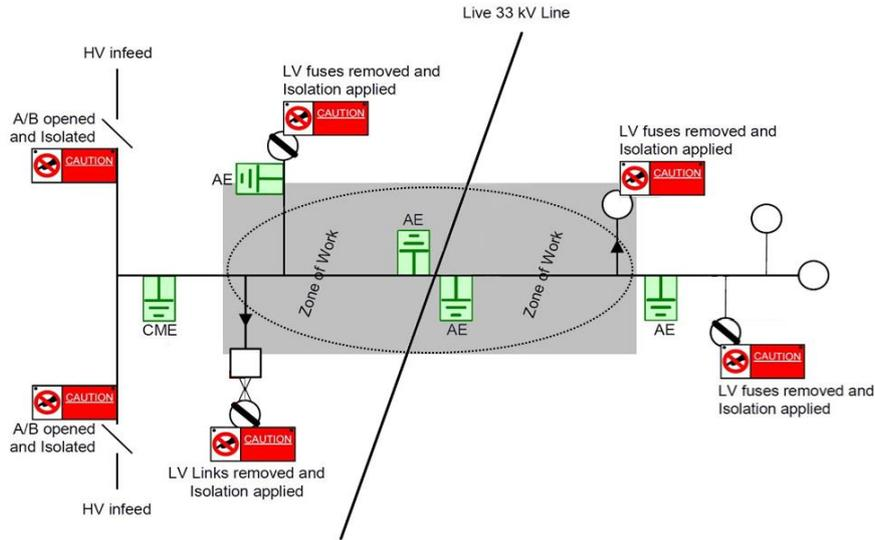 Live 33 kV Line
HV infeed
LV fuses removed and
Isolation applied
CAUTION
A/B opened
and Isolated
CAUTION
LV fuses removed and
Isolation applied
CAUTION
AE
AE
Zone of Work
Zone of Work
CME
AE
AE
CAUTION
LV fuses removed and
Isolation applied
CAUTION
A/B opened
and Isolated
CAUTION
LV Links removed and
Isolation applied
HV infeed